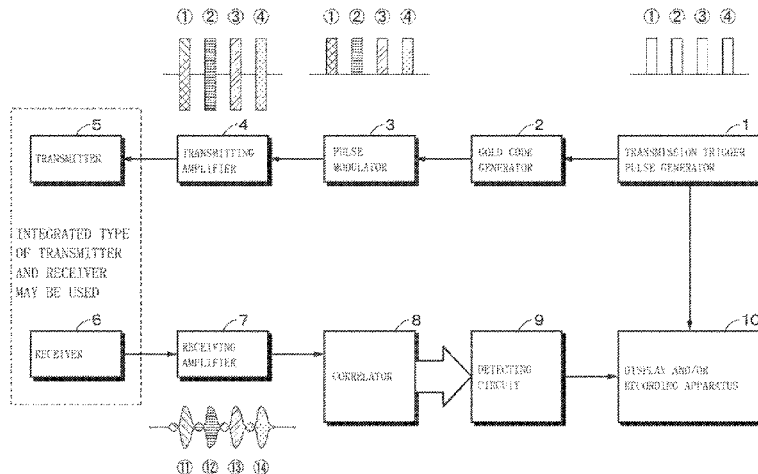 ① ② ③ ④
① ② ③ ④
① ② ③ ④
5
TRANSMITTER
4
TRANSMITTING
AMPLIFIER
3
PULSE
MODULATOR
2
GOLD CODE
GENERATOR
1
TRANSMISSION TRIGGER
PULSE GENERATOR
INTEGRATED TYPE
OF TRANSMITTER
AND RECEIVER
MAY BE USED
6
RECEIVER
7
RECEIVING
AMPLIFIER
8
CORRELATOR
9
DETECTING
CIRCUIT
10
DISPLAY AND/OR
RECORDING APPARATUS
⑪ ⑫ ⑬ ⑭